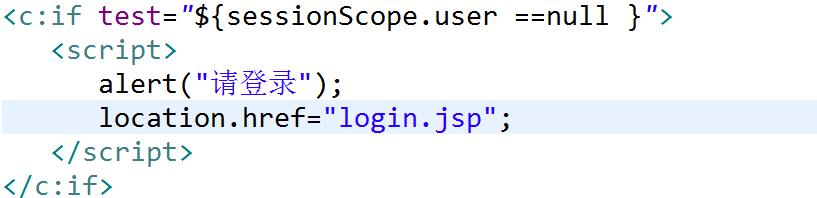 <c:if test="${sessionScope.user ==null }">
<script>
alert("请登录");
location.href="login.jsp";
</script>
</c:if>